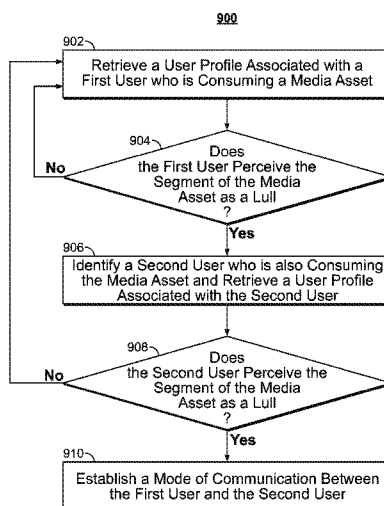 900
902
Retrieve a User Profile Associated with a
First User who is Consuming a Media Asset
904
Does
the First User Perceive the
Segment of the Media
Asset as a Lull
?
No
Yes
906
Identify a Second User who is also Consuming
the Media Asset and Retrieve a User Profile
Associated with the Second User
908
Does
the Second User Perceive the
Segment of the Media
Asset as a Lull
?
No
Yes
910
Establish a Mode of Communication Between
the First User and the Second User